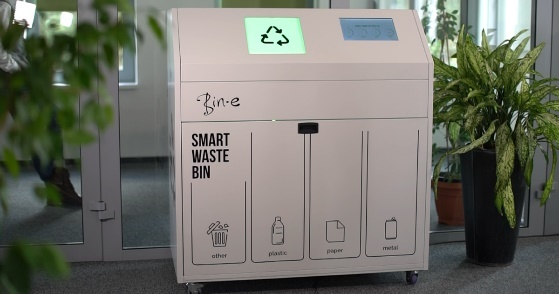 Bin-e
SMART
WASTE
BIN
other
plastic
paper
metal